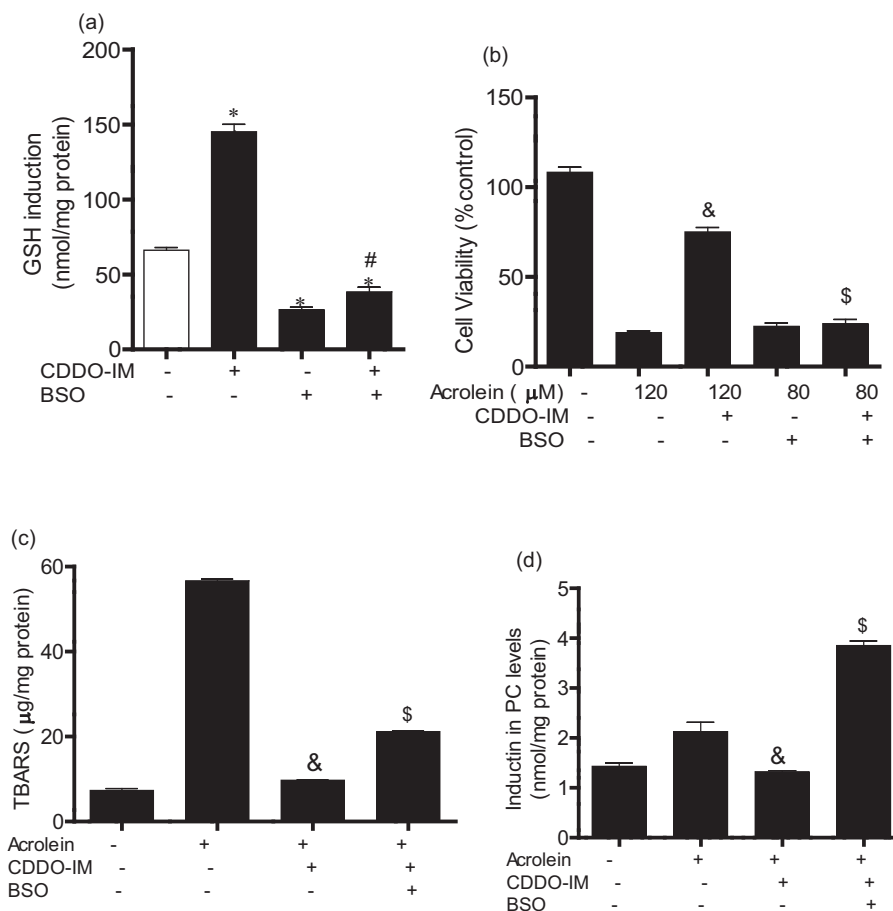 (a)
200
150
100
50
0
GSH induction
(nmol/mg protein)
*
*
#
*
CDDO-IM - + - +
BSO - - + +
(b)
150
100
50
0
Cell Viability (% control)
&
$
Acrolein ( μM) - 120 120 80 80
CDDO-IM - - + - +
BSO - - - + +
(c)
60
40
20
0
TBARS ( μg/mg protein)
&
$
Acrolein - + + +
CDDO-IM - - + +
BSO - - - +
(d)
5
4
3
2
1
0
Inductin in PC levels
(nmol/mg protein)
&
$
Acrolein - + + +
CDDO-IM - - + +
BSO - - - +